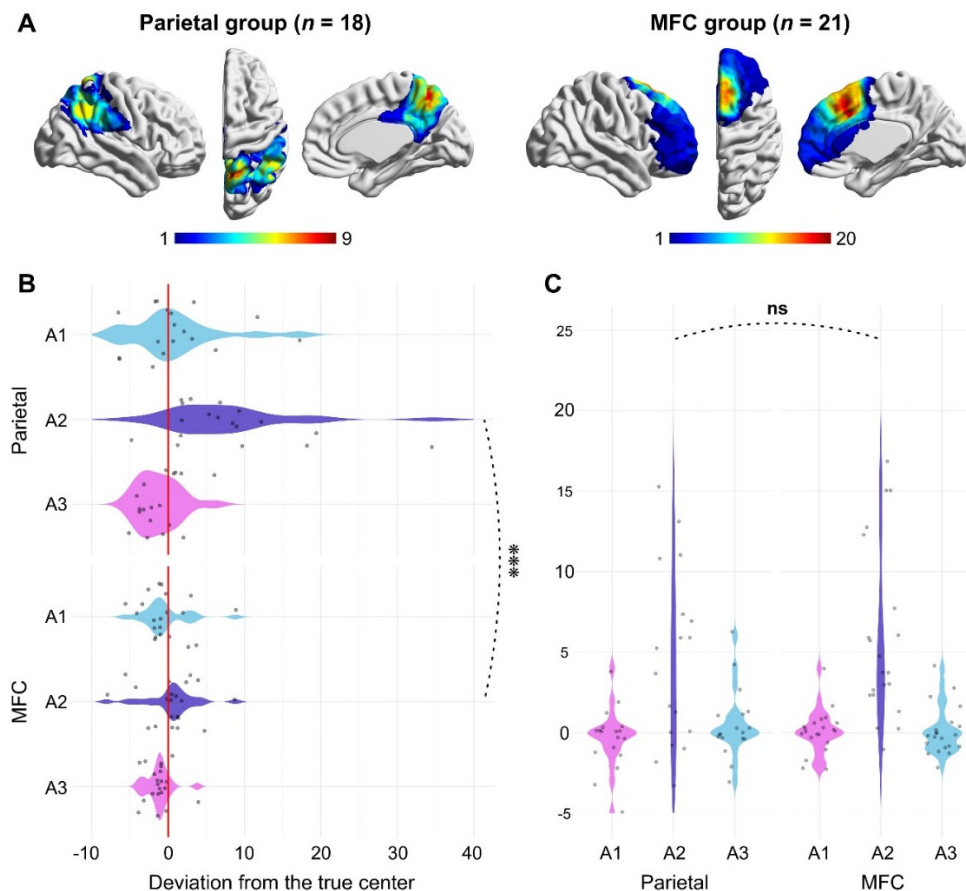 A
Parietal group (n = 18)
MFC group (n = 21)
1 9
1 20
B
Parietal
A1
A2
A3
MFC
A1
A2
A3
***
-10 0 10 20 30 40
Deviation from the true center
C
ns
25
20
15
10
5
0
-5
A1 A2 A3 A1 A2 A3
Parietal MFC